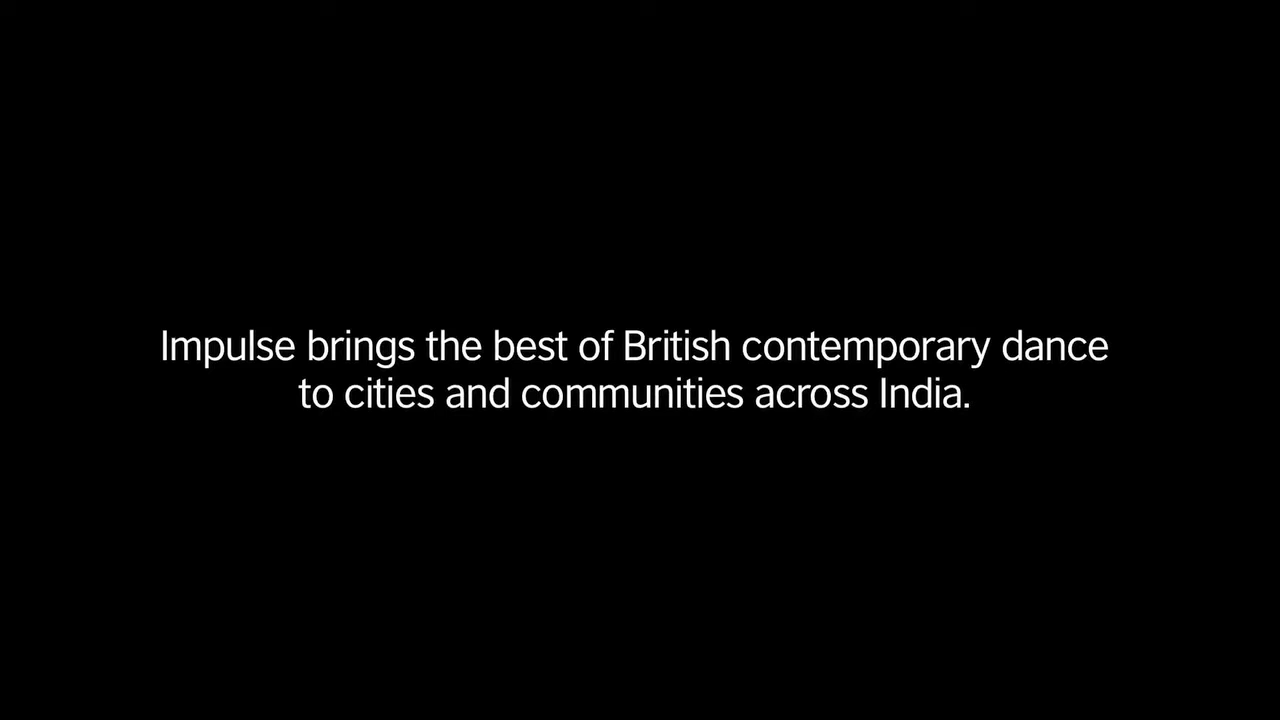 Impulse brings the best of British contemporary dance
to cities and communities across India.